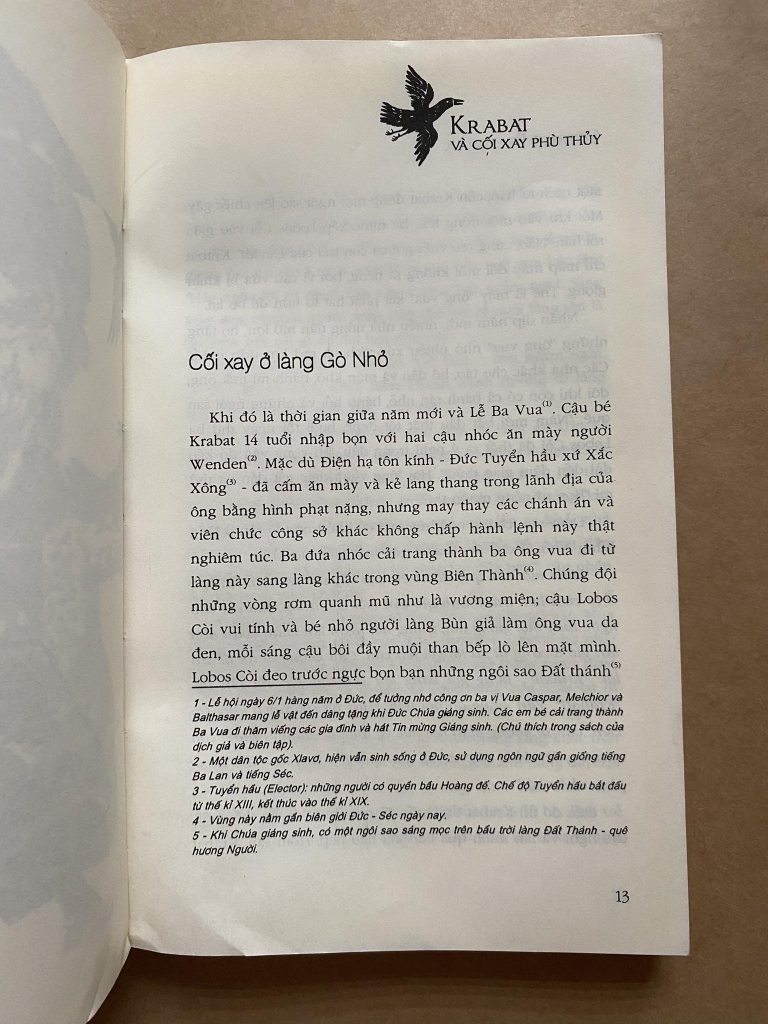 KRABAT
VÀ CỐI XAY PHÙ THỦY
Cối xay ở làng Gò Nhỏ
Khi đó là thời gian giữa năm mới và Lễ Ba Vua(1). Cậu bé
Krabat 14 tuổi nhập bọn với hai cậu nhóc ăn mày người
Wenden(2). Mặc dù Điện hạ tôn kính - Đức Tuyển hầu xứ Xắc
Xông(3) - đã cấm ăn mày và kẻ lang thang trong lãnh địa của
ông bằng hình phạt nặng, nhưng may thay các chánh án và
viên chức công sở khác không chấp hành lệnh này thật
nghiêm túc. Ba đứa nhóc cải trang thành ba ông vua đi từ
làng này sang làng khác trong vùng Biên Thành(4). Chúng đội
những vòng rơm quanh mũ như là vương miện; cậu Lobos
Còi vui tính và bé nhỏ người làng Bùn giả làm ông vua da
đen, mỗi sáng cậu bôi đầy muội than bếp lò lên mặt mình.
Lobos Còi đeo trước ngực bọn bạn những ngôi sao Đất thánh(5)
1 - Lễ hội ngày 6/1 hàng năm ở Đức, để tưởng nhớ công ơn ba vị Vua Caspar, Melchior và
Balthasar mang lễ vật đến dâng tặng khi Đức Chúa giáng sinh. Các em bé cải trang thành
Ba Vua đi thăm viếng các gia đình và hát Tin mừng Giáng sinh. (Chú thích trong sách của
dịch giả và biên tập).
2 - Một dân tộc gốc Xlavơ, hiện vẫn sinh sống ở Đức, sử dụng ngôn ngữ gần giống tiếng
Ba Lan và tiếng Séc.
3 - Tuyển hầu (Elector): những người có quyền bầu Hoàng đế. Chế độ Tuyển hầu bắt đầu
từ thế kỉ XIII, kết thúc vào thế kỉ XIX.
4 - Vùng này nằm gần biên giới Đức - Séc ngày nay.
5 - Khi Chúa giáng sinh, có một ngôi sao sáng mọc trên bầu trời làng Đất Thánh - quê
hương Người.
13